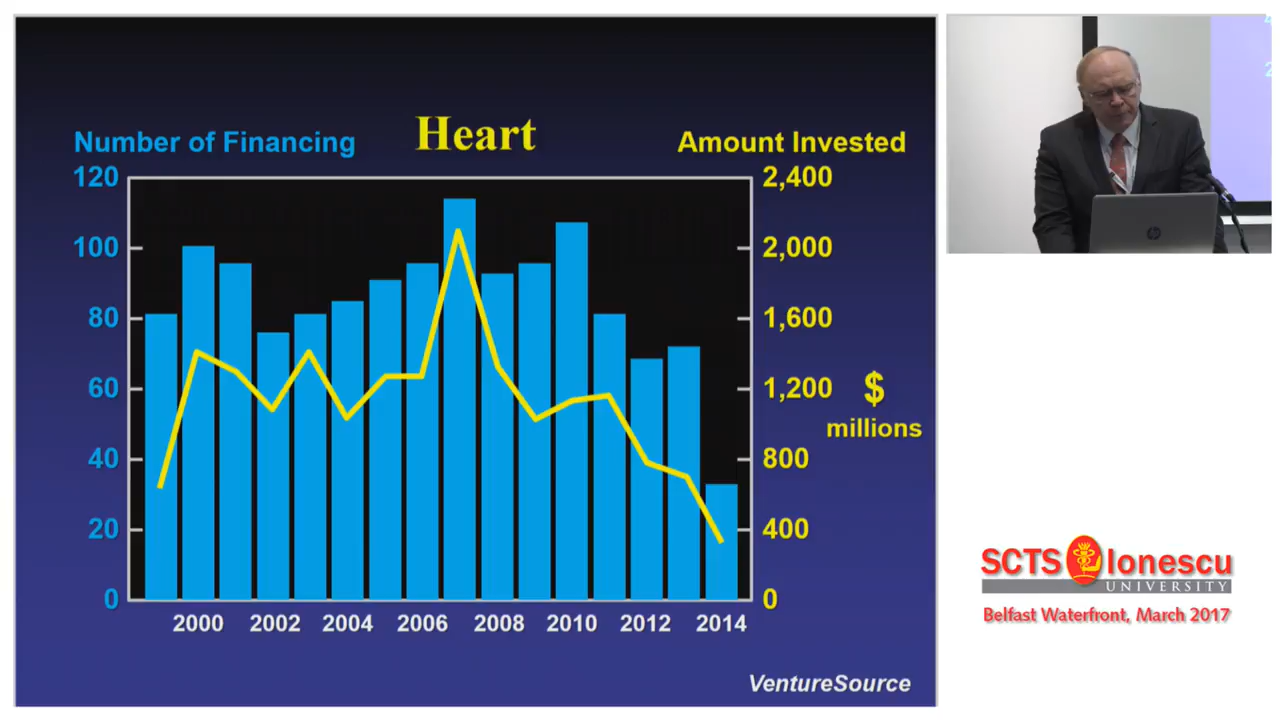 Heart
Number of Financing
Amount Invested
120
100
80
60
40
20
0
2,400
2,000
1,600
1,200
800
400
0
$
millions
2000 2002 2004 2006 2008 2010 2012 2014
VentureSource
hp
SCTS Ionescu
UNIVERSITY
Belfast Waterfront, March 2017